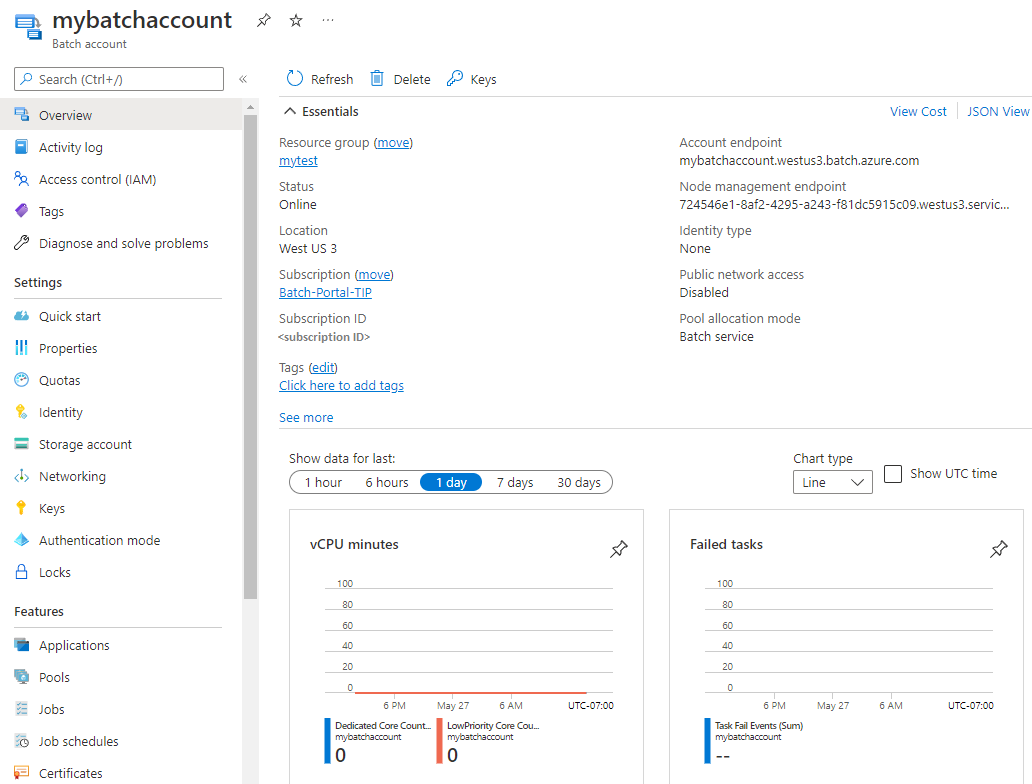 mybatchaccount
Batch account
Search (Ctrl+/)
Overview
Activity log
Access control (IAM)
Tags
Diagnose and solve problems
Settings
Quick start
Properties
Quotas
Identity
Storage account
Networking
Keys
Authentication mode
Locks
Features
Applications
Pools
Jobs
Job schedules
Certificates
Refresh Delete Keys
Essentials
View Cost JSON View
Resource group (move)
mytest
Status
Online
Location
West US 3
Subscription (move)
Batch-Portal-TIP
Subscription ID
<subscription ID>
Tags (edit)
Click here to add tags
See more
Account endpoint
mybatchaccount.westus3.batch.azure.com
Node management endpoint
724546e1-8af2-4295-a243-f81dc5915c09.westus3.servic...
Identity type
None
Public network access
Disabled
Pool allocation mode
Batch service
Show data for last:
1 hour 6 hours 1 day 7 days 30 days
Chart type
Line
Show UTC time
vCPU minutes
100
80
60
40
20
0
6 PM May 27 6 AM UTC-07:00
Dedicated Core Count...
mybatchaccount
0
LowPriority Core Cou...
mybatchaccount
0
Failed tasks
100
80
60
40
20
0
6 PM May 27 6 AM UTC-07:00
Task Fail Events (Sum)
mybatchaccount
--